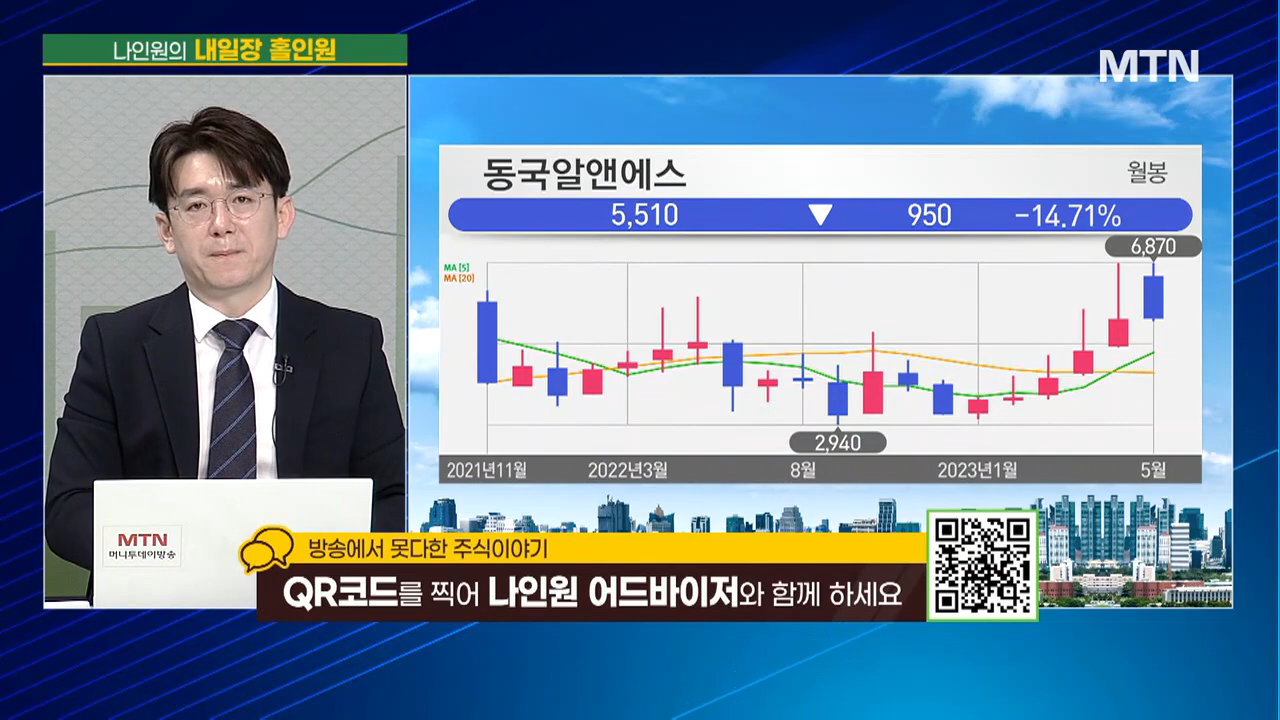 나인원의 내일장 홀인원
MTN
동국알앤에스
월봉
5,510 ▼ 950 -14.71%
6,870
MA [5]
MA [20]
2,940
2021년11월 2022년3월 8월 2023년1월 5월
MTN
머니투데이방송
방송에서 못다한 주식이야기
QR코드를 찍어 나인원 어드바이저와 함께 하세요